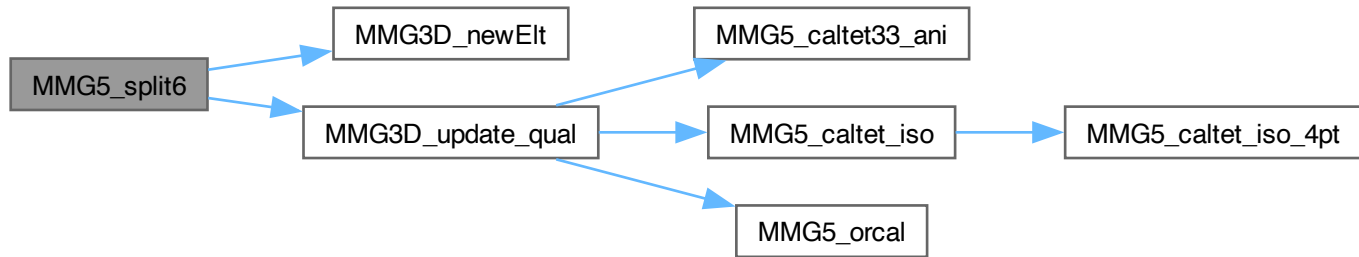 MMG5_split6
MMG3D_newElt
MMG3D_update_qual
MMG5_caltet33_ani
MMG5_caltet_iso
MMG5_orcal
MMG5_caltet_iso_4pt